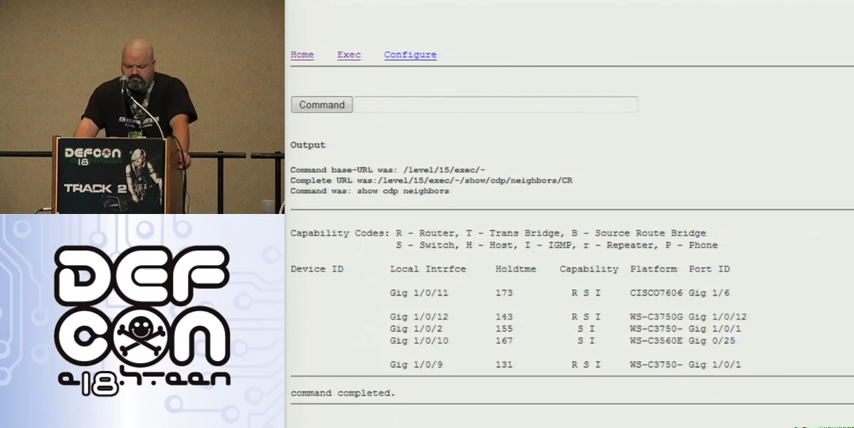 DEFCON
18
TRACK 2
DEF
CON
Home Exec Configure
Command
Output
Command base-URL was: /level/15/exec/-
Complete URL was:/level/15/exec/-/show/cdp/neighbors/CR
Command was: show cdp neighbors
Capability Codes: R - Router, T - Trans Bridge, B - Source Route Bridge
S - Switch, H - Host, I - IGMP, r - Repeater, P - Phone
Device ID Local Intrfce Holdtme Capability Platform Port ID
Gig 1/0/11 173 R S I CISCO7606 Gig 1/6
Gig 1/0/12 143 R S I WS-C3750G Gig 1/0/12
Gig 1/0/2 155 S I WS-C3750- Gig 1/0/1
Gig 1/0/10 167 S I WS-C3560E Gig 0/25
Gig 1/0/9 131 R S I WS-C3750- Gig 1/0/1
command completed.